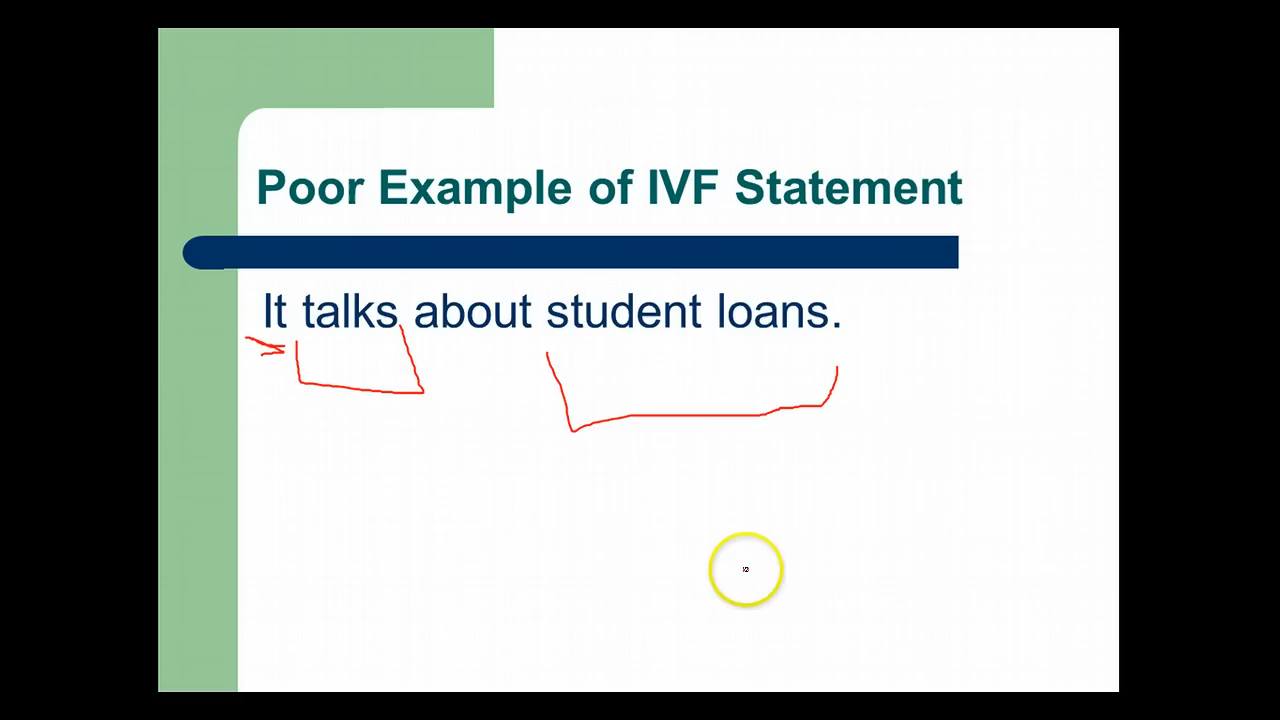 Poor Example of IVF Statement
It talks about student loans.